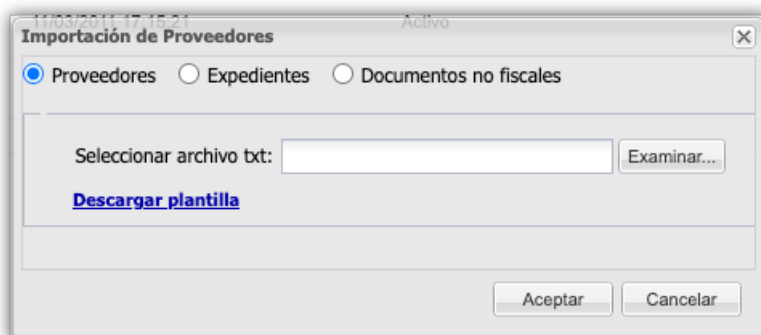 11/03/2011 17:15:21 Activo
Importación de Proveedores
Proveedores Expedientes Documentos no fiscales
Seleccionar archivo txt: Examinar...
Descargar plantilla
Aceptar Cancelar